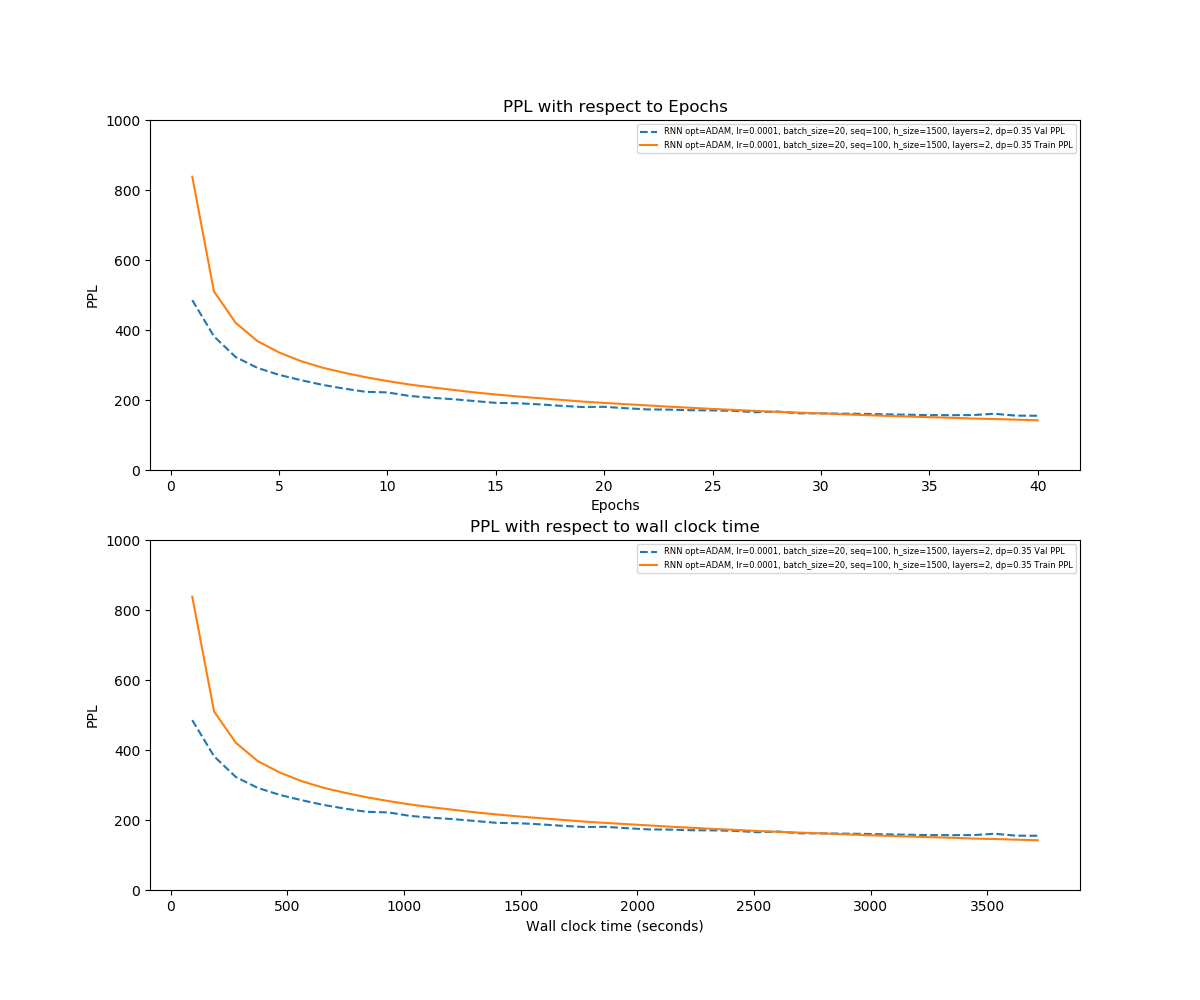 PPL with respect to Epochs
1000
800
600
400
200
0
PPL
RNN opt=ADAM, lr=0.0001, batch_size=20, seq=100, h_size=1500, layers=2, dp=0.35 Val PPL
RNN opt=ADAM, lr=0.0001, batch_size=20, seq=100, h_size=1500, layers=2, dp=0.35 Train PPL
0 5 10 15 20 25 30 35 40
Epochs
PPL with respect to wall clock time
1000
800
600
400
200
0
PPL
RNN opt=ADAM, lr=0.0001, batch_size=20, seq=100, h_size=1500, layers=2, dp=0.35 Val PPL
RNN opt=ADAM, lr=0.0001, batch_size=20, seq=100, h_size=1500, layers=2, dp=0.35 Train PPL
0 500 1000 1500 2000 2500 3000 3500
Wall clock time (seconds)